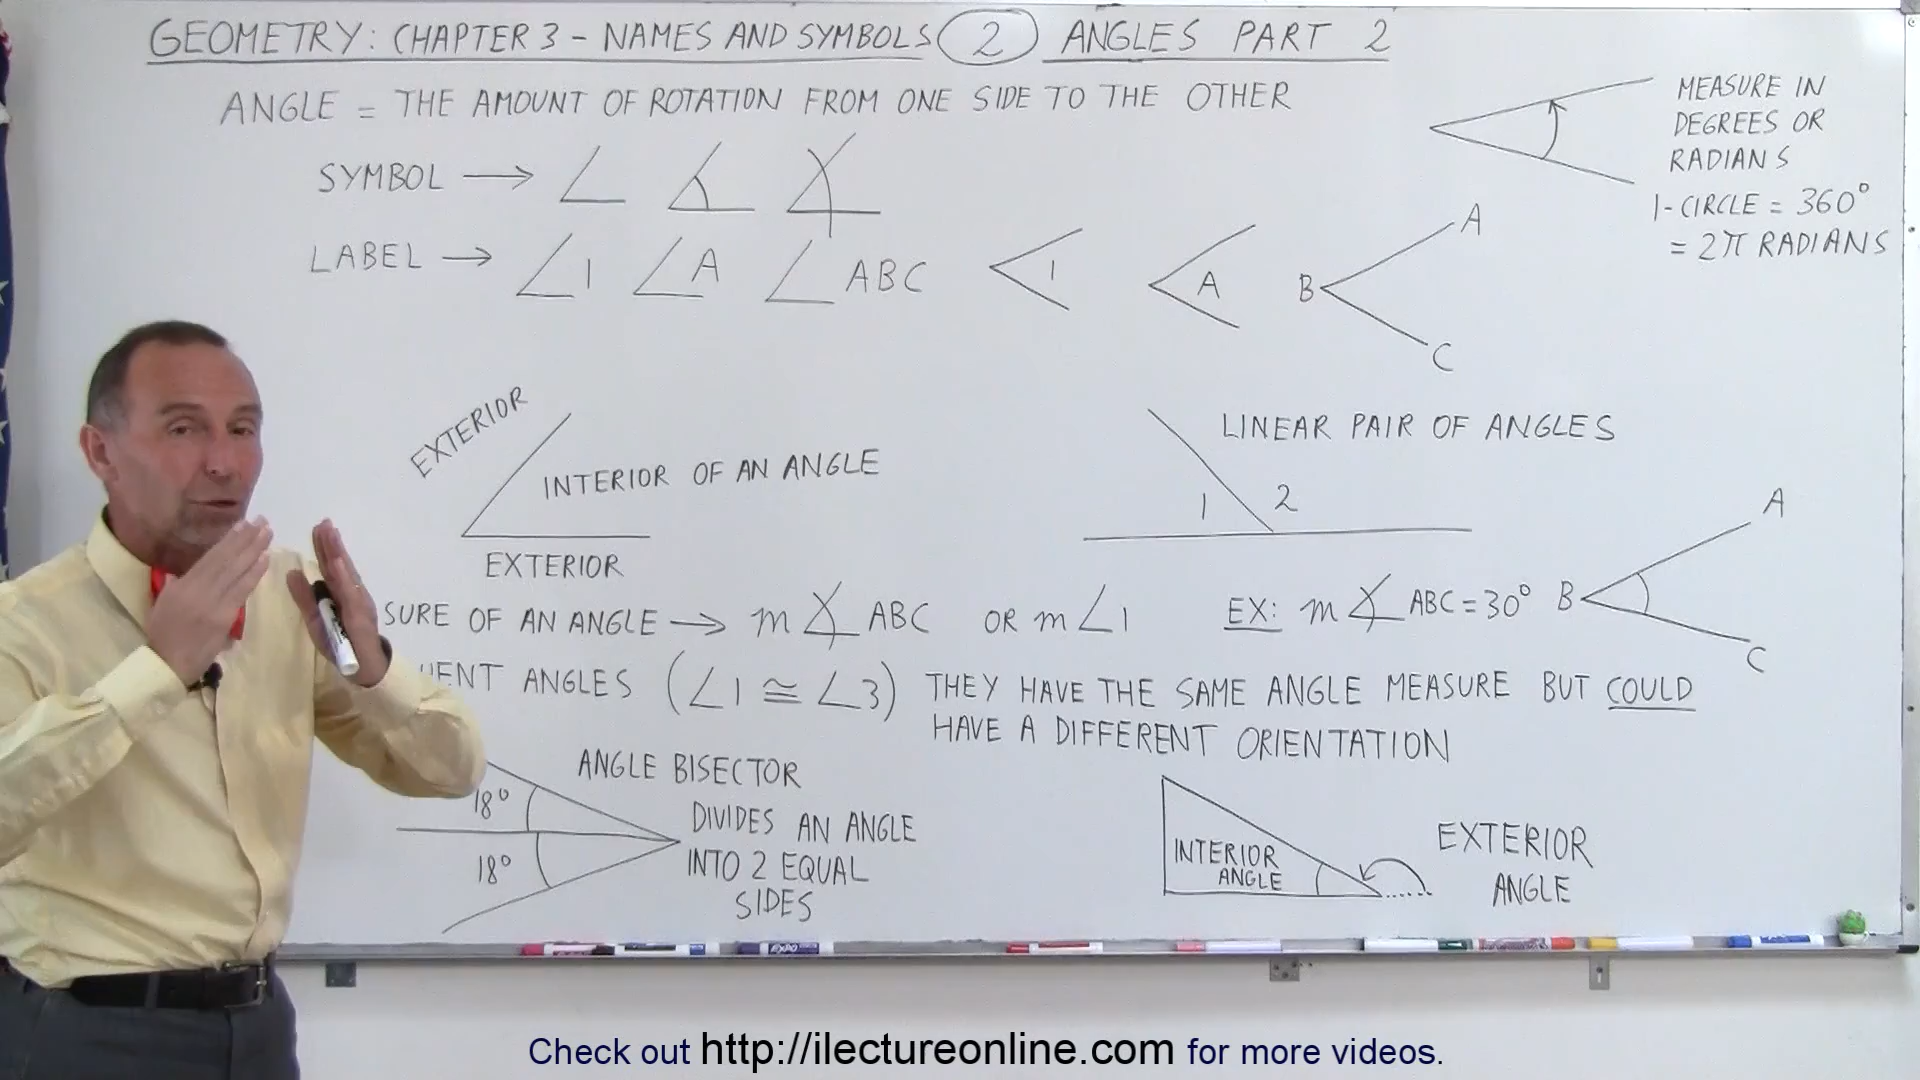 GEOMETRY: CHAPTER 3 - NAMES AND SYMBOLS 2 ANGLES PART 2
ANGLE = THE AMOUNT OF ROTATION FROM ONE SIDE TO THE OTHER
MEASURE IN
DEGREES OR
RADIANS
1-CIRCLE = 360°
= 2π RADIANS
SYMBOL → ∠ ∡ ∡
LABEL → ∠1 ∠A ∠ABC
1
A
A
B
C
EXTERIOR
INTERIOR OF AN ANGLE
EXTERIOR
LINEAR PAIR OF ANGLES
1 2
SURE OF AN ANGLE → m∡ABC OR m∠1
EX: m∡ABC = 30°
A
B
C
UENT ANGLES (∠1 ≅ ∠3) THEY HAVE THE SAME ANGLE MEASURE BUT COULD
HAVE A DIFFERENT ORIENTATION
18°
18°
ANGLE BISECTOR
DIVIDES AN ANGLE
INTO 2 EQUAL
SIDES
INTERIOR
ANGLE
EXTERIOR
ANGLE
EXPO
Check out http://ilectureonline.com for more videos.